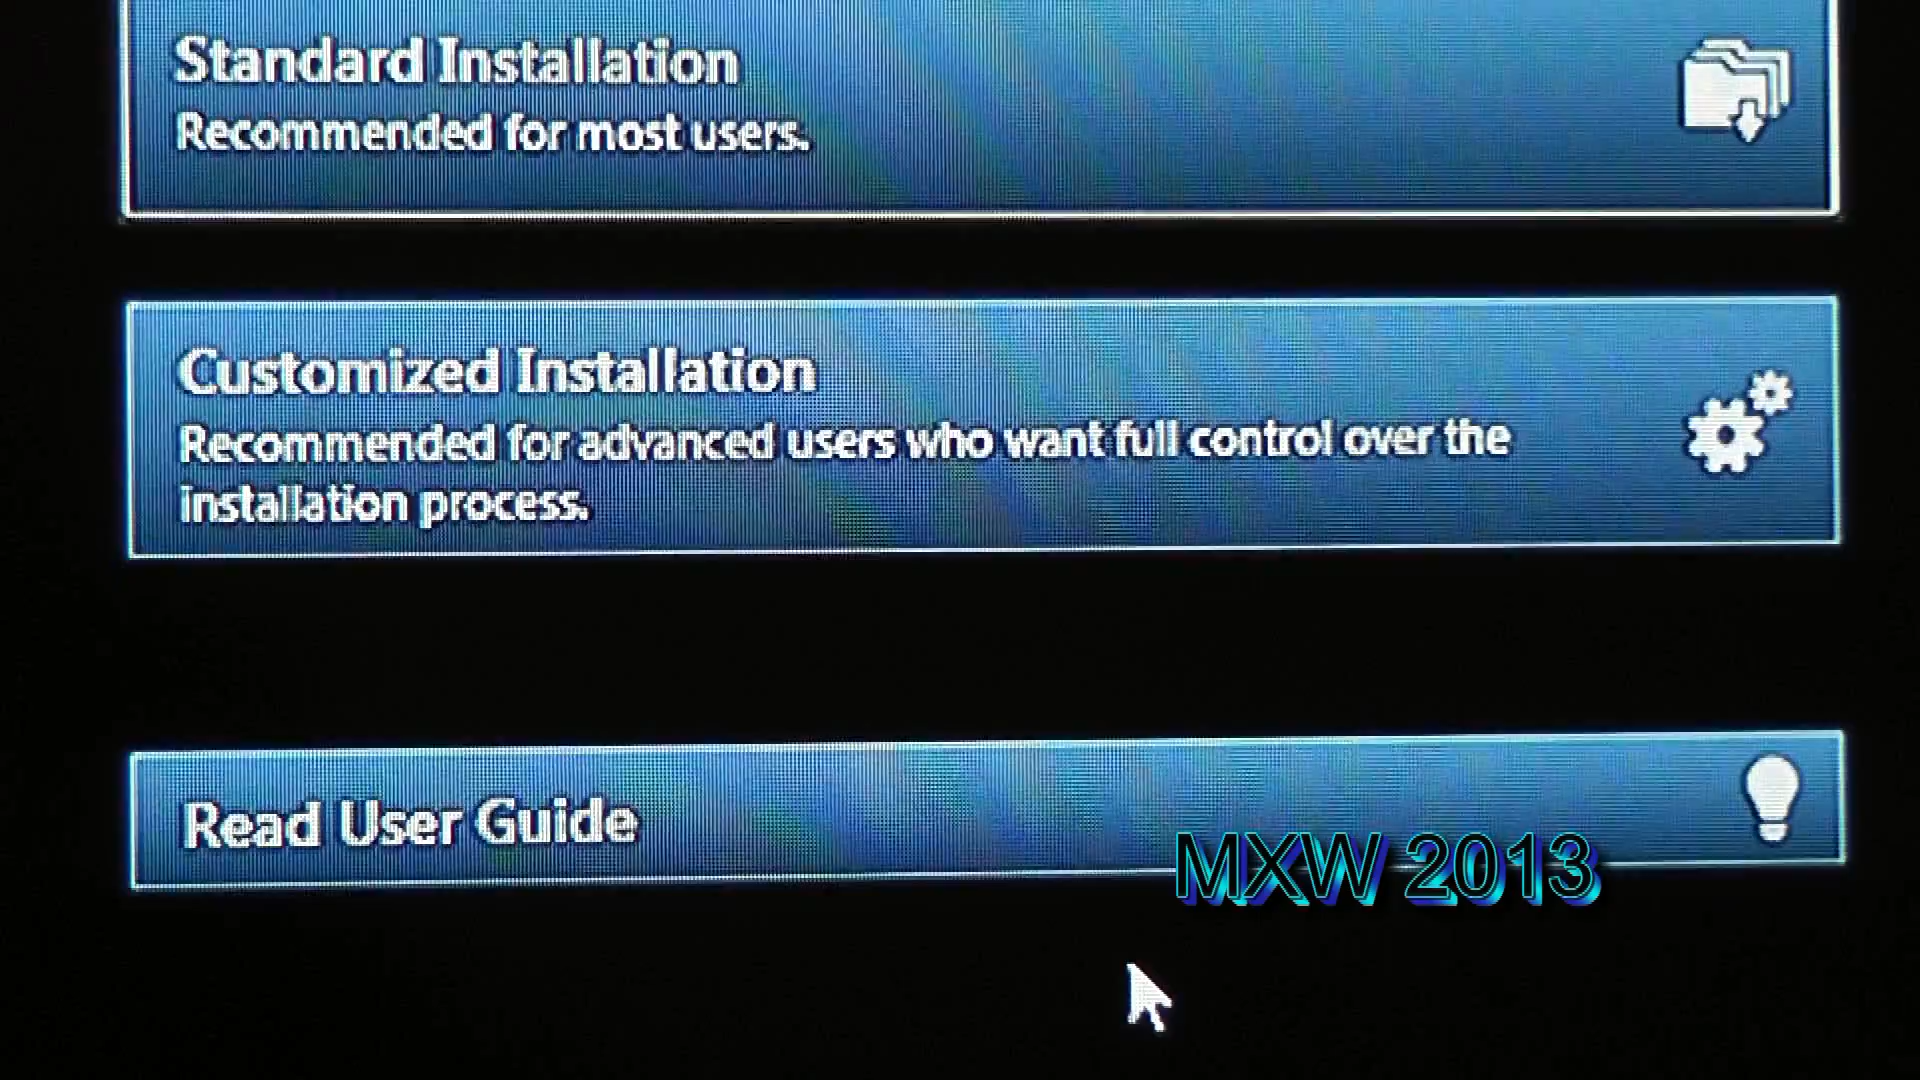 Standard Installation
Recommended for most users.
Customized Installation
Recommended for advanced users who want full control over the
installation process.
Read User Guide
MXW 2013